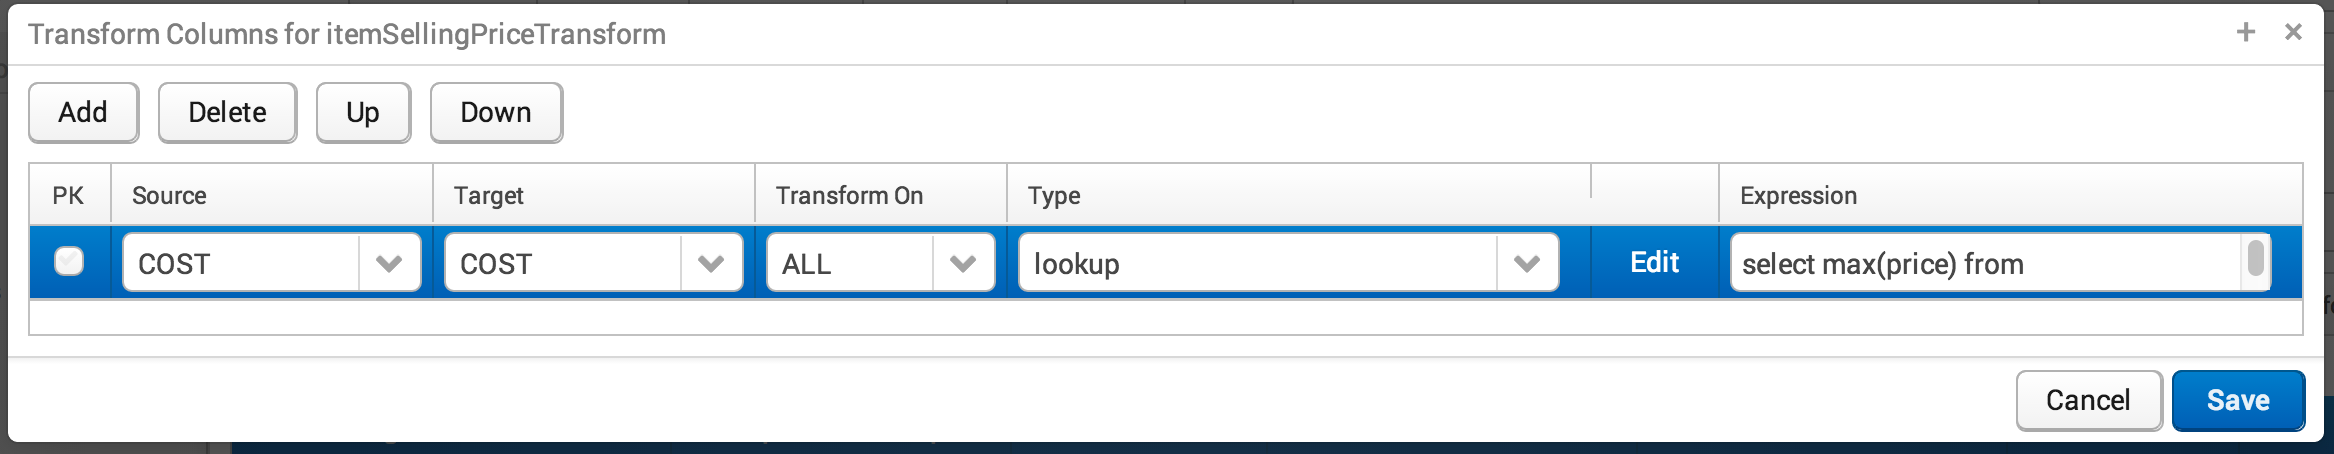 Transform Columns for itemSellingPriceTransform
Add Delete Up Down
PK Source Target Transform On Type Expression
COST COST ALL lookup Edit select max(price) from
Cancel Save